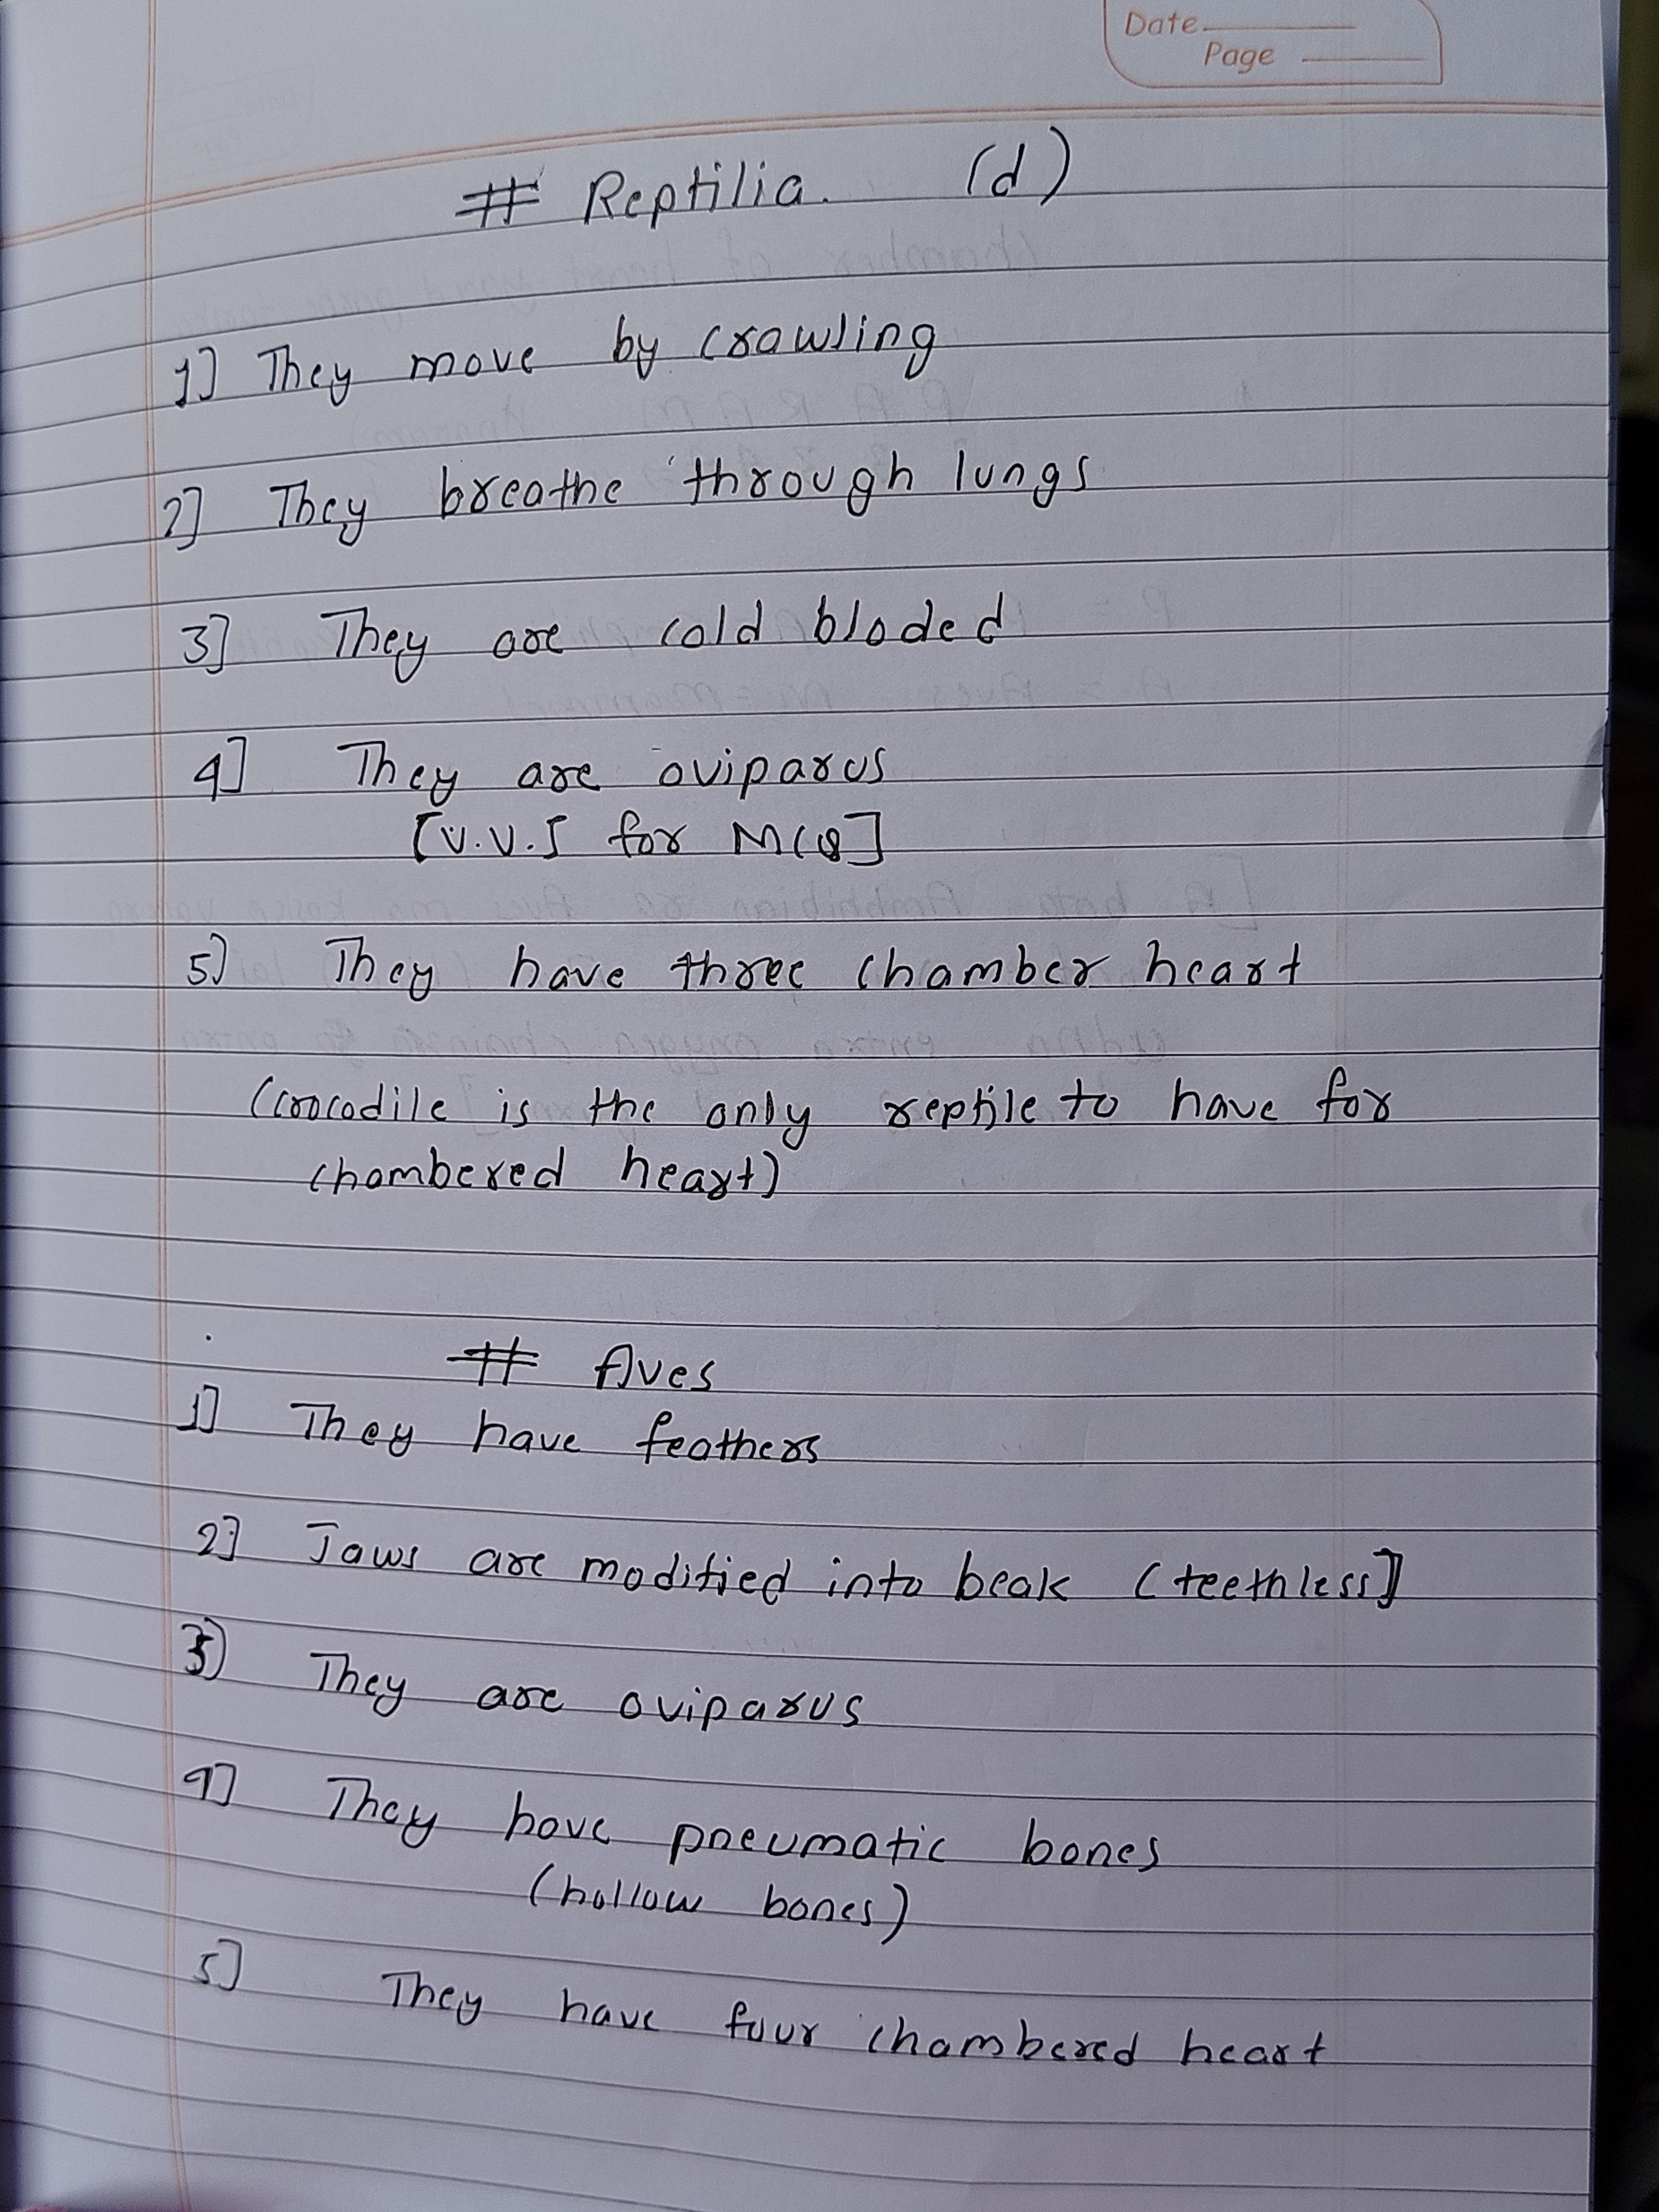 Date
Page
# Reptilia. (d)
1] They move by crawling
2] They breathe through lungs
3] They are cold bloded
4] They are oviparus
[V.V.I for MCQ]
5) They have three chamber heart
(crocodile is the only reptile to have for
chambered heart)
# Aves
1] They have feathers
2] Jaws are modified into beak (teethless]
3) They are oviparus
4] They have pneumatic bones
(hollow bones)
5] They have four chambered heart